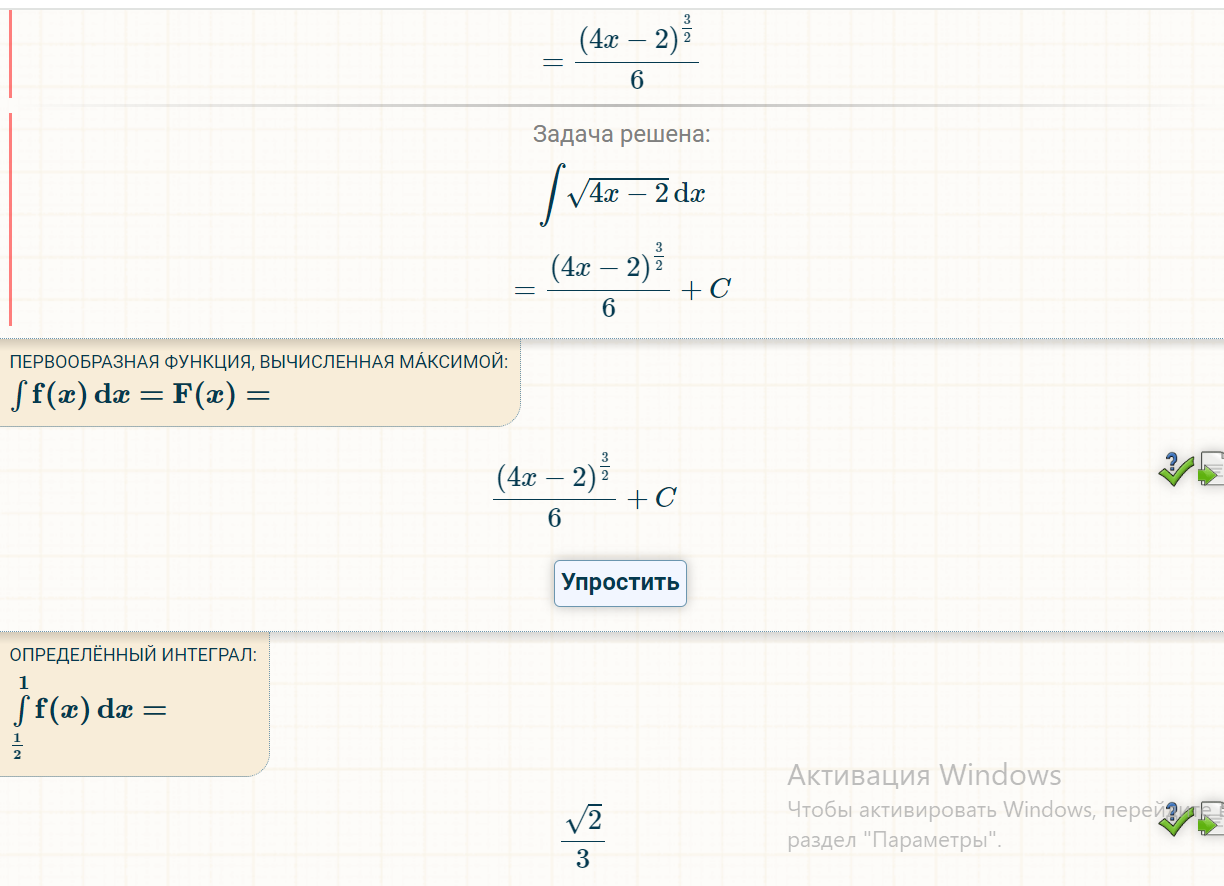 = (4x − 2)^(3/2) / 6
Задача решена:
∫ √(4x − 2) dx
= (4x − 2)^(3/2) / 6 + C
ПЕРВООБРАЗНАЯ ФУНКЦИЯ, ВЫЧИСЛЕННАЯ МА́КСИМОЙ:
∫ f(x) dx = F(x) =
(4x − 2)^(3/2) / 6 + C
Упростить
ОПРЕДЕЛЁННЫЙ ИНТЕГРАЛ:
∫_(1/2)^1 f(x) dx =
√2 / 3
Активация Windows
Чтобы активировать Windows, перейдите в
раздел "Параметры".